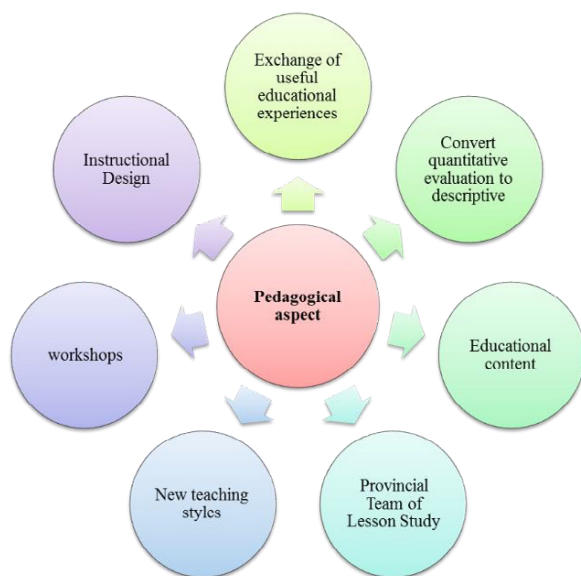 Exchange of
useful
educational
experiences
Convert
quantitative
evaluation to
descriptive
Educational
content
Provincial
Team of
Lesson Study
New teaching
styles
workshops
Instructional
Design
Pedagogical
aspect